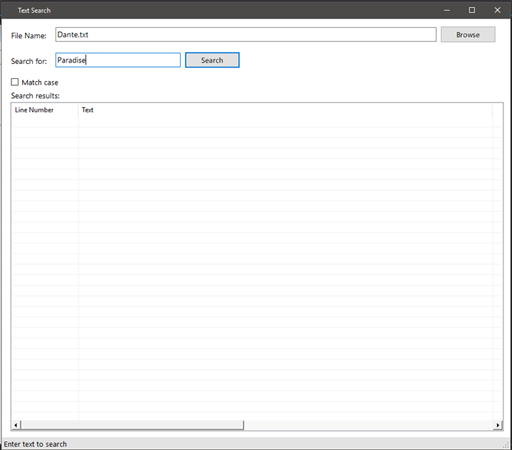 Text Search
File Name: Dante.txt Browse
Search for: Paradise Search
Match case
Search results:
Line Number Text
Enter text to search